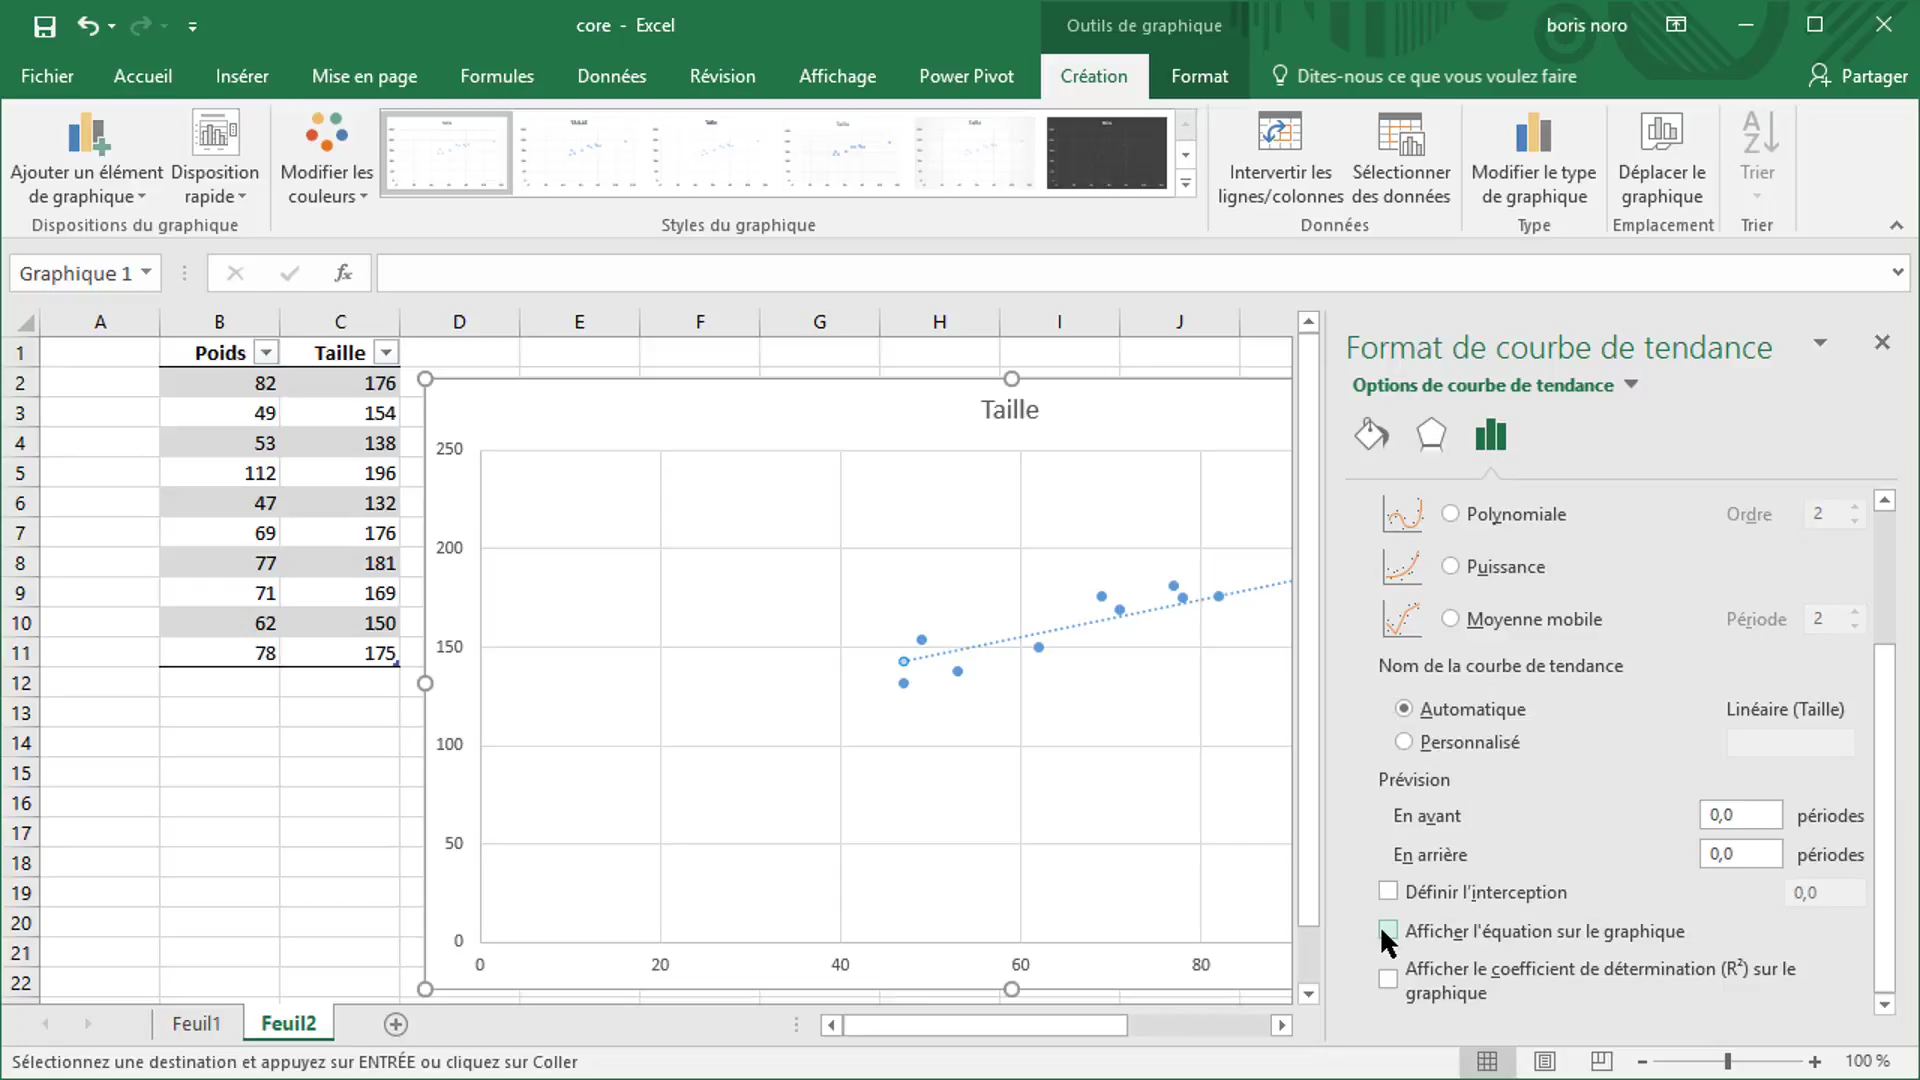 core - Excel
Outils de graphique
boris noro
Fichier Accueil Insérer Mise en page Formules Données Révision Affichage Power Pivot Création Format Dites-nous ce que vous voulez faire Partager
Ajouter un élément
de graphique
Disposition
rapide
Modifier les
couleurs
Intervertir les
lignes/colonnes
Sélectionner
des données
Modifier le type
de graphique
Déplacer le
graphique
Trier
Dispositions du graphique Styles du graphique Données Type Emplacement Trier
Graphique 1 fx
A B C D E F G H I J
1 Poids Taille
2 82 176
3 49 154
4 53 138
5 112 196
6 47 132
7 69 176
8 77 181
9 71 169
10 62 150
11 78 175
12
13
14
15
16
17
18
19
20
21
22
Taille
250
200
150
100
50
0
0 20 40 60 80
Format de courbe de tendance
Options de courbe de tendance
Polynomiale Ordre 2
Puissance
Moyenne mobile Période 2
Nom de la courbe de tendance
Automatique Linéaire (Taille)
Personnalisé
Prévision
En avant 0,0 périodes
En arrière 0,0 périodes
Définir l'interception 0,0
Afficher l'équation sur le graphique
Afficher le coefficient de détermination (R²) sur le
graphique
Feuil1 Feuil2
Sélectionnez une destination et appuyez sur ENTRÉE ou cliquez sur Coller
100 %